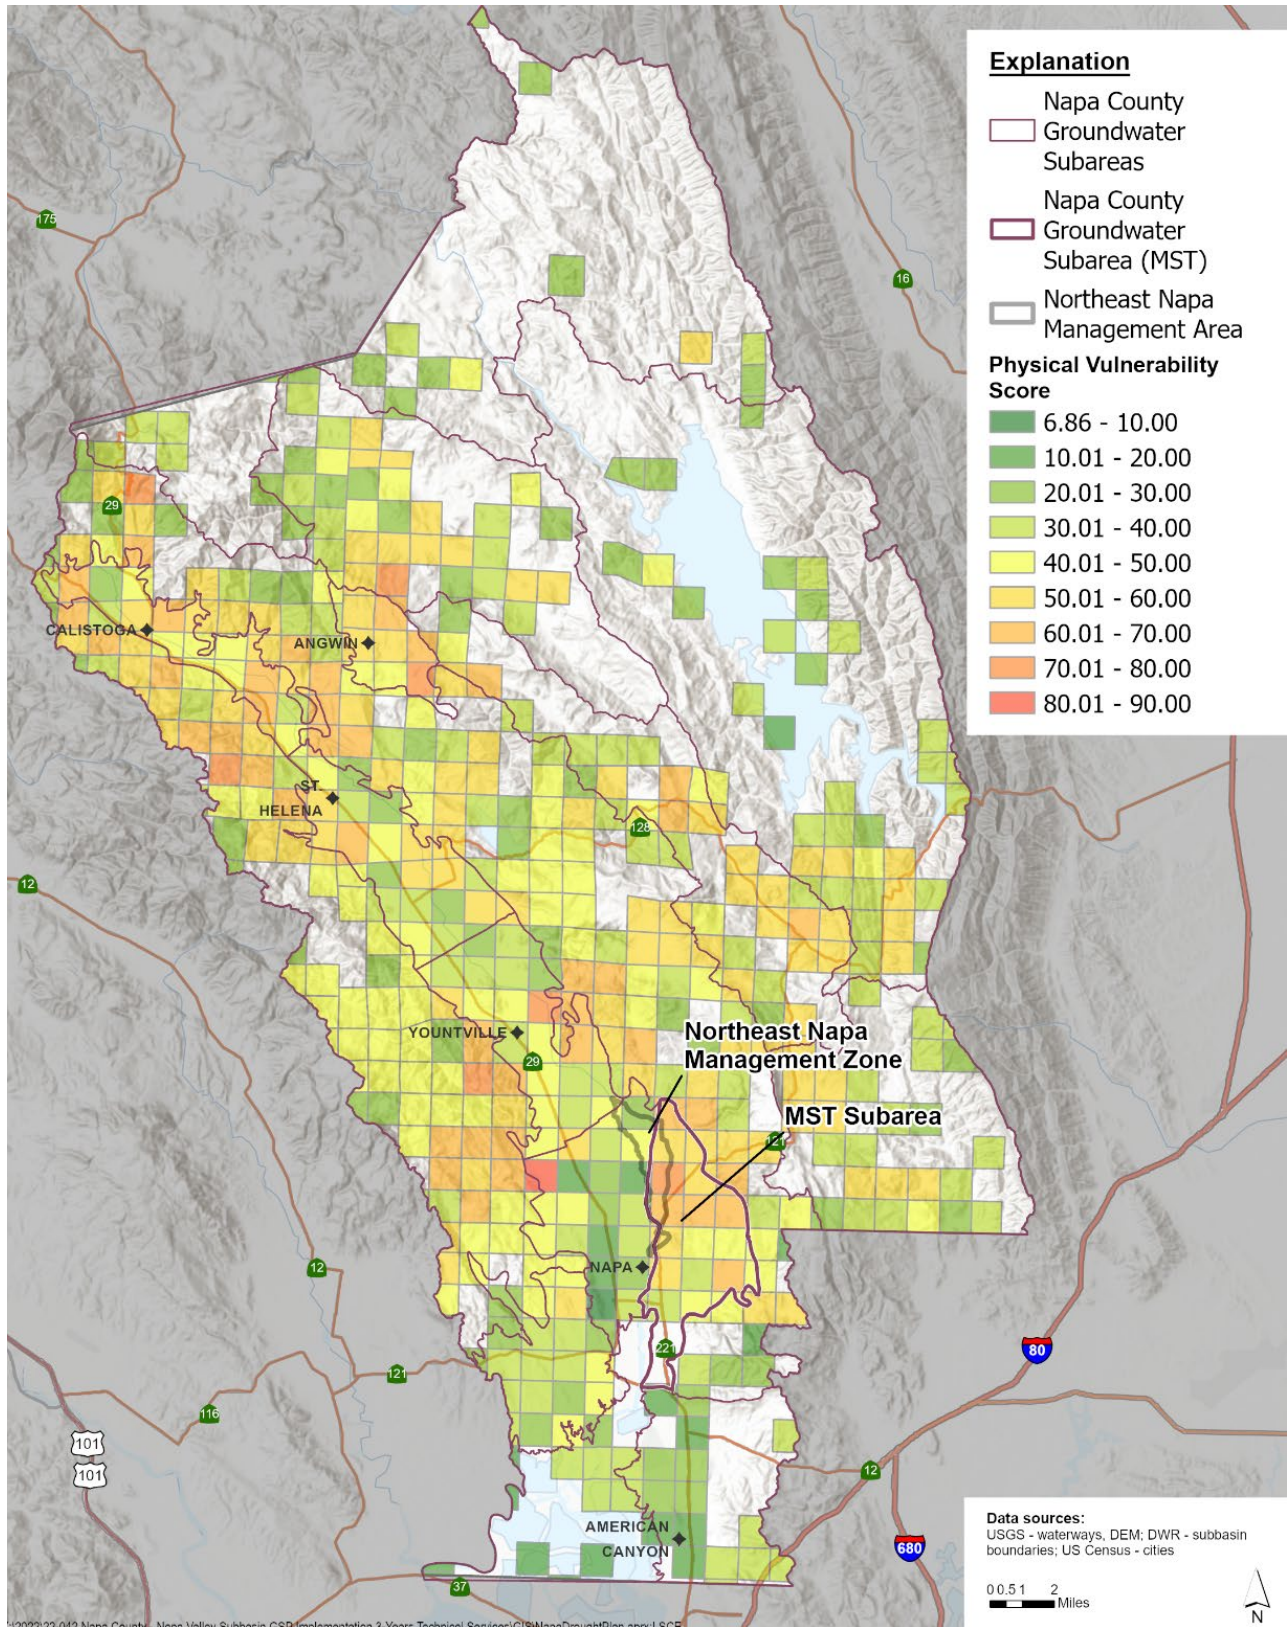 Explanation
Napa County
Groundwater
Subareas
Napa County
Groundwater
Subarea (MST)
Northeast Napa
Management Area
Physical Vulnerability
Score
6.86 - 10.00
10.01 - 20.00
20.01 - 30.00
30.01 - 40.00
40.01 - 50.00
50.01 - 60.00
60.01 - 70.00
70.01 - 80.00
80.01 - 90.00
175
16
29
CALISTOGA
ANGWIN
ST.
HELENA
128
12
YOUNTVILLE
29
Northeast Napa
Management Zone
MST Subarea
121
12
NAPA
80
221
121
116
101
101
12
AMERICAN
CANYON
680
37
Data sources:
USGS - waterways, DEM; DWR - subbasin
boundaries; US Census - cities
0 0.5 1 2
Miles
N